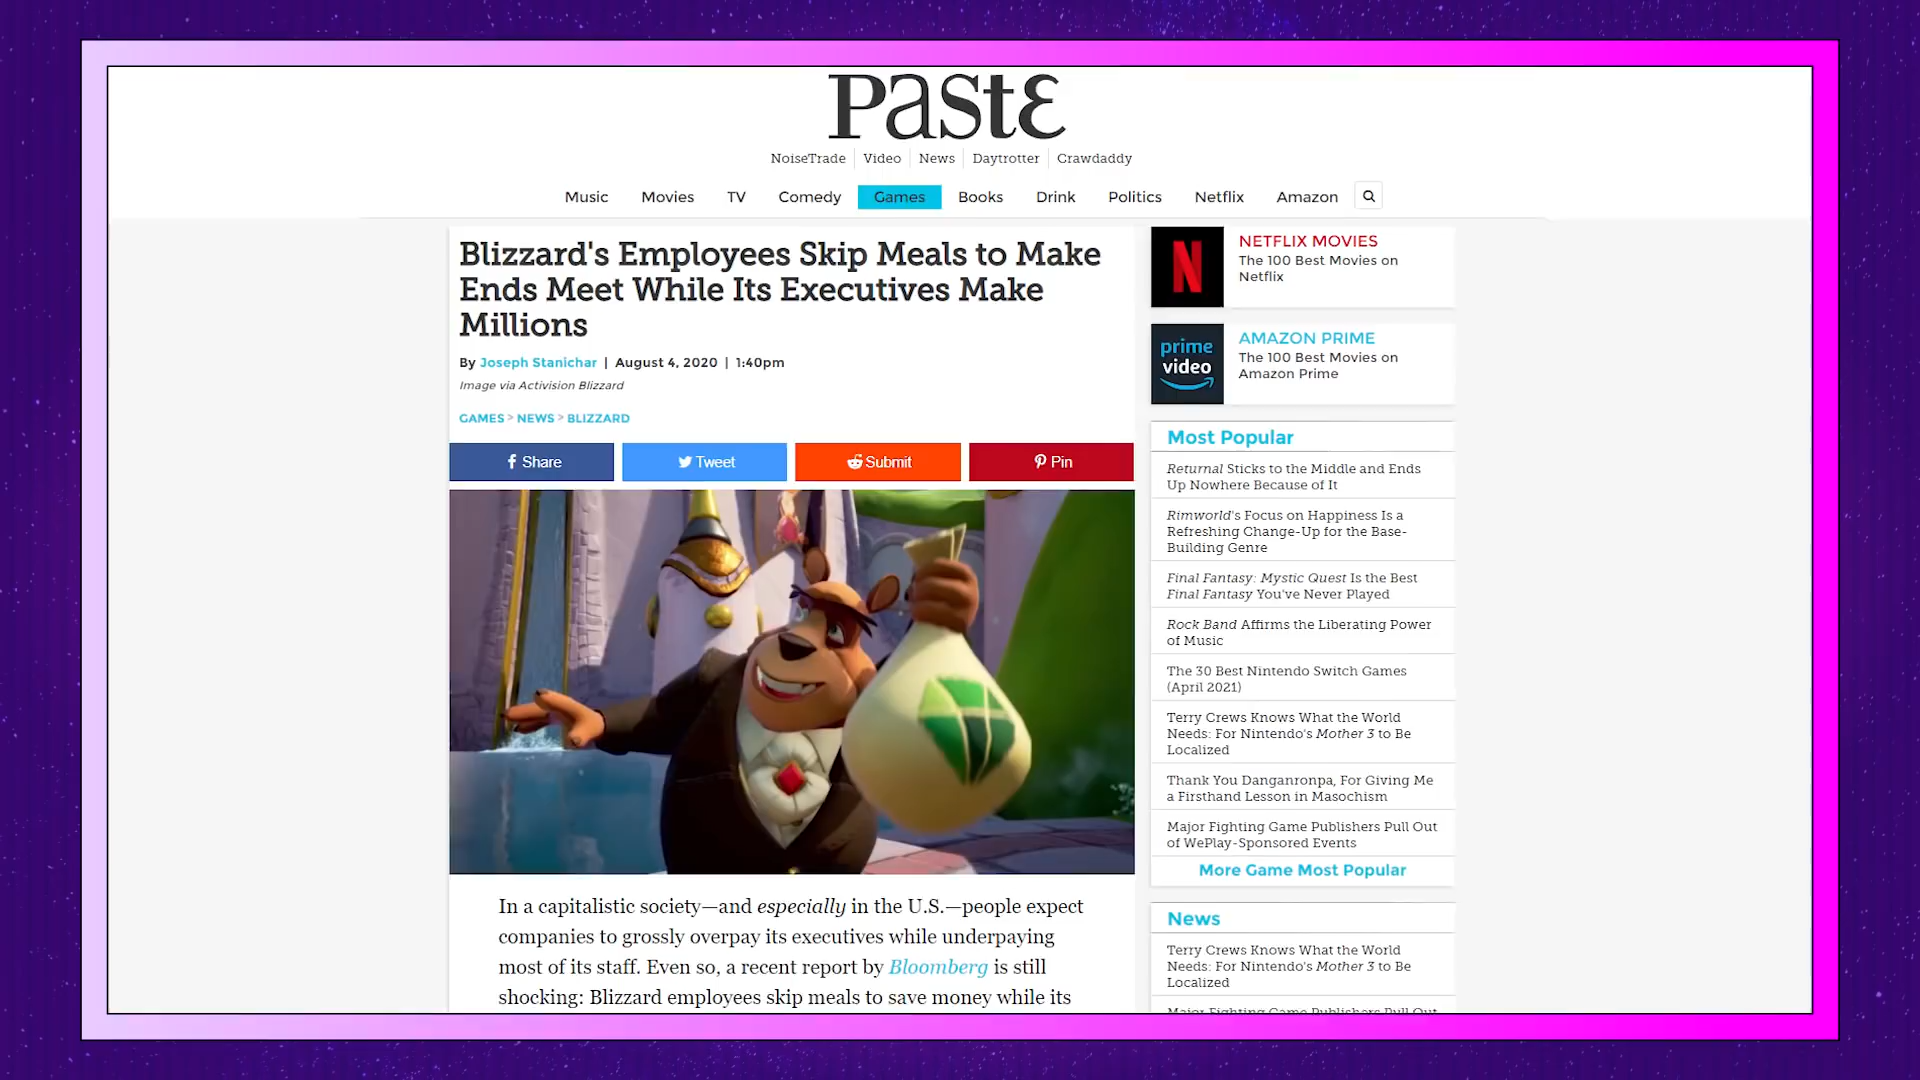 PASTE
NoiseTrade | Video | News | Daytrotter | Crawdaddy
Music Movies TV Comedy Games Books Drink Politics Netflix Amazon
Blizzard's Employees Skip Meals to Make
Ends Meet While Its Executives Make
Millions
By Joseph Stanichar | August 4, 2020 | 1:40pm
Image via Activision Blizzard
GAMES > NEWS > BLIZZARD
Share Tweet Submit Pin
In a capitalistic society—and especially in the U.S.—people expect
companies to grossly overpay its executives while underpaying
most of its staff. Even so, a recent report by Bloomberg is still
shocking: Blizzard employees skip meals to save money while its
NETFLIX MOVIES
The 100 Best Movies on
Netflix
prime
video
AMAZON PRIME
The 100 Best Movies on
Amazon Prime
Most Popular
Returnal Sticks to the Middle and Ends
Up Nowhere Because of It
Rimworld's Focus on Happiness Is a
Refreshing Change-Up for the Base-
Building Genre
Final Fantasy: Mystic Quest Is the Best
Final Fantasy You've Never Played
Rock Band Affirms the Liberating Power
of Music
The 30 Best Nintendo Switch Games
(April 2021)
Terry Crews Knows What the World
Needs: For Nintendo's Mother 3 to Be
Localized
Thank You Danganronpa, For Giving Me
a Firsthand Lesson in Masochism
Major Fighting Game Publishers Pull Out
of WePlay-Sponsored Events
More Game Most Popular
News
Terry Crews Knows What the World
Needs: For Nintendo's Mother 3 to Be
Localized
Major Fighting Game Publishers Pull Out